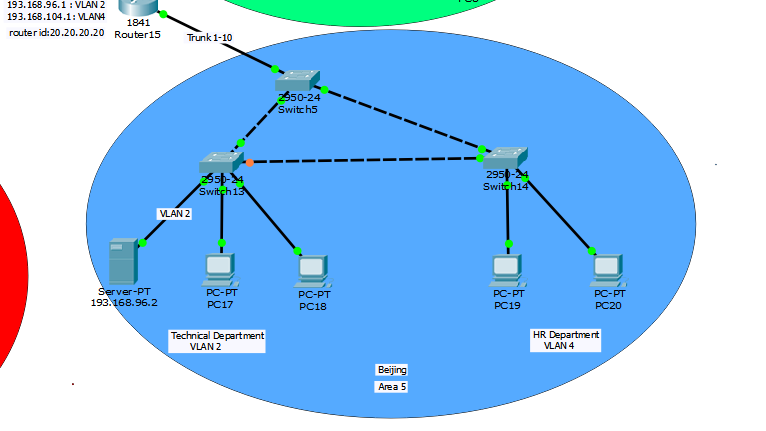 193.168.96.1 : VLAN 2
193.168.104.1 : VLAN4
router id:20.20.20.20
1841
Router15
Trunk 1-10
2950-24
Switch5
2950-24
Switch13
2950-24
Switch14
VLAN 2
Server-PT
193.168.96.2
PC-PT
PC17
PC-PT
PC18
PC-PT
PC19
PC-PT
PC20
Technical Department
VLAN 2
HR Department
VLAN 4
Beijing
Area 5